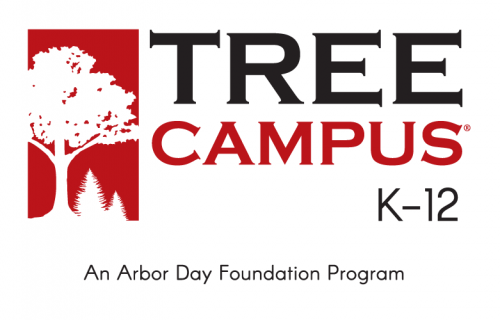 TREE
CAMPUS®
K-12
An Arbor Day Foundation Program